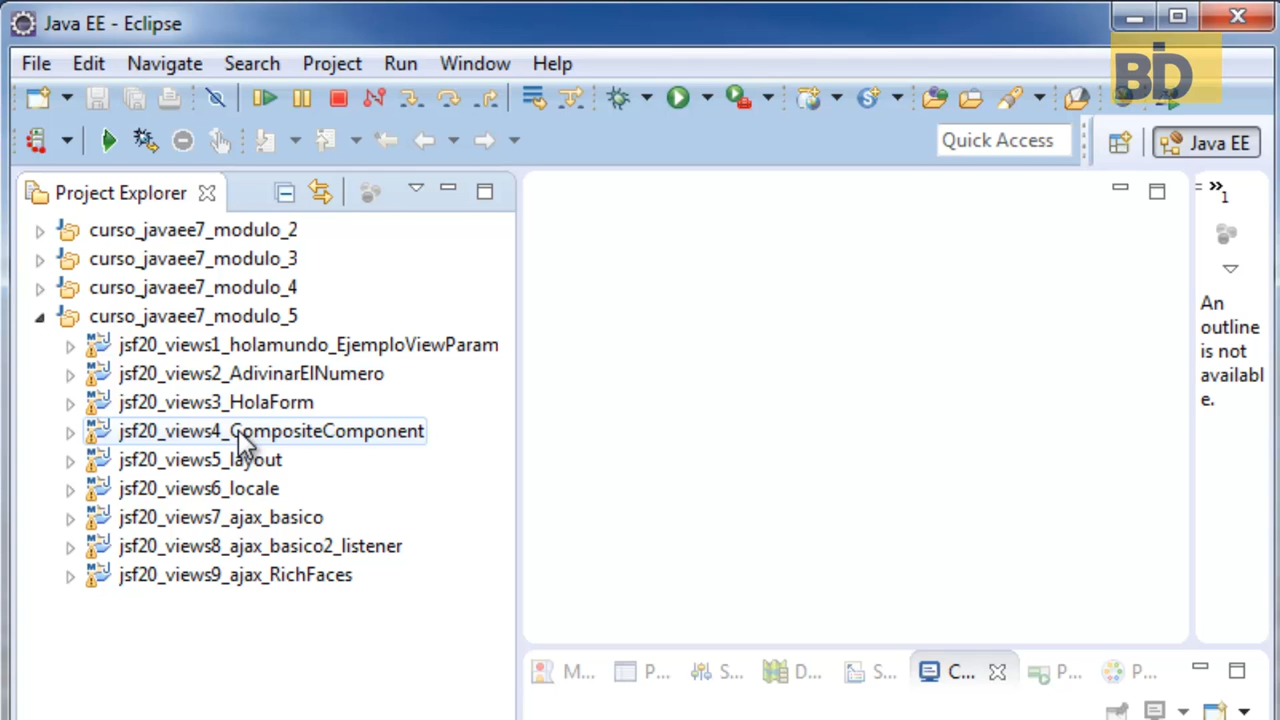 Java EE - Eclipse
File Edit Navigate Search Project Run Window Help
BD
Quick Access
Java EE
Project Explorer
1
curso_javaee7_modulo_2
curso_javaee7_modulo_3
curso_javaee7_modulo_4
curso_javaee7_modulo_5
jsf20_views1_holamundo_EjemploViewParam
jsf20_views2_AdivinarElNumero
jsf20_views3_HolaForm
jsf20_views4_CompositeComponent
jsf20_views5_layout
jsf20_views6_locale
jsf20_views7_ajax_basico
jsf20_views8_ajax_basico2_listener
jsf20_views9_ajax_RichFaces
An
outline
is not
availabl
e.
M... P... S... D... S... C... P... P...